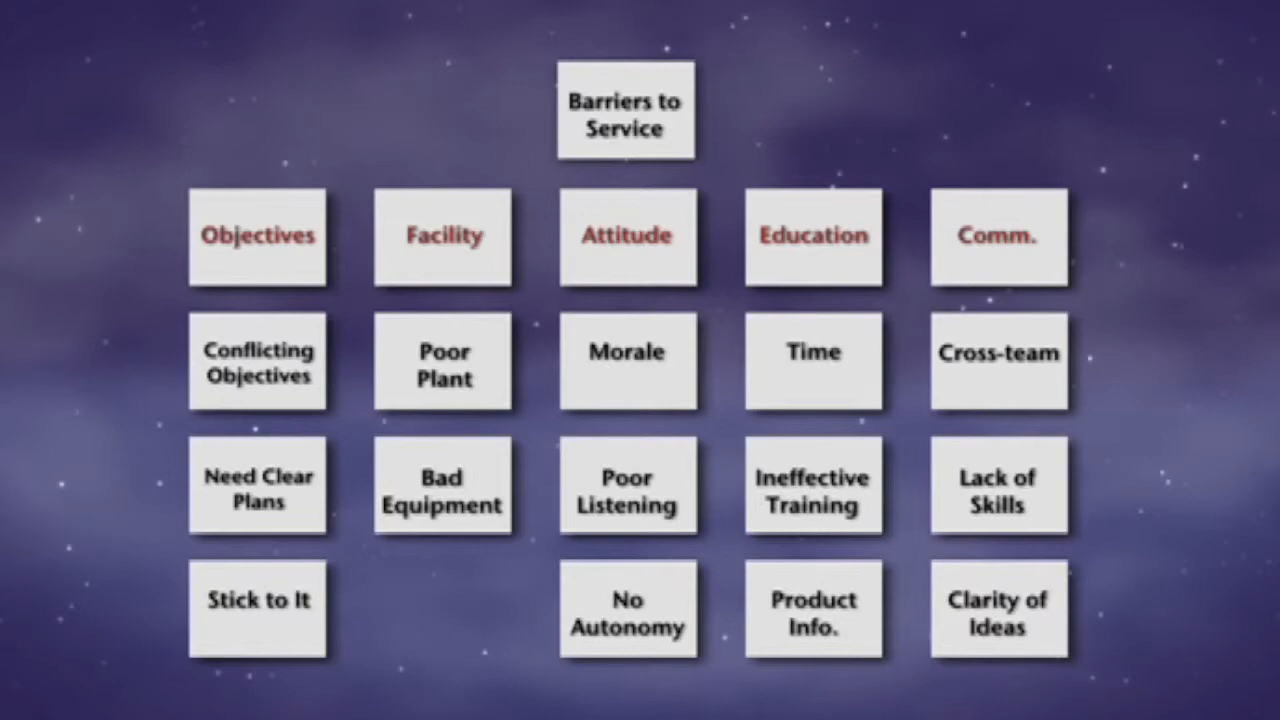 Barriers to
Service
Objectives
Facility
Attitude
Education
Comm.
Conflicting
Objectives
Poor
Plant
Morale
Time
Cross-team
Need Clear
Plans
Bad
Equipment
Poor
Listening
Ineffective
Training
Lack of
Skills
Stick to It
No
Autonomy
Product
Info.
Clarity of
Ideas